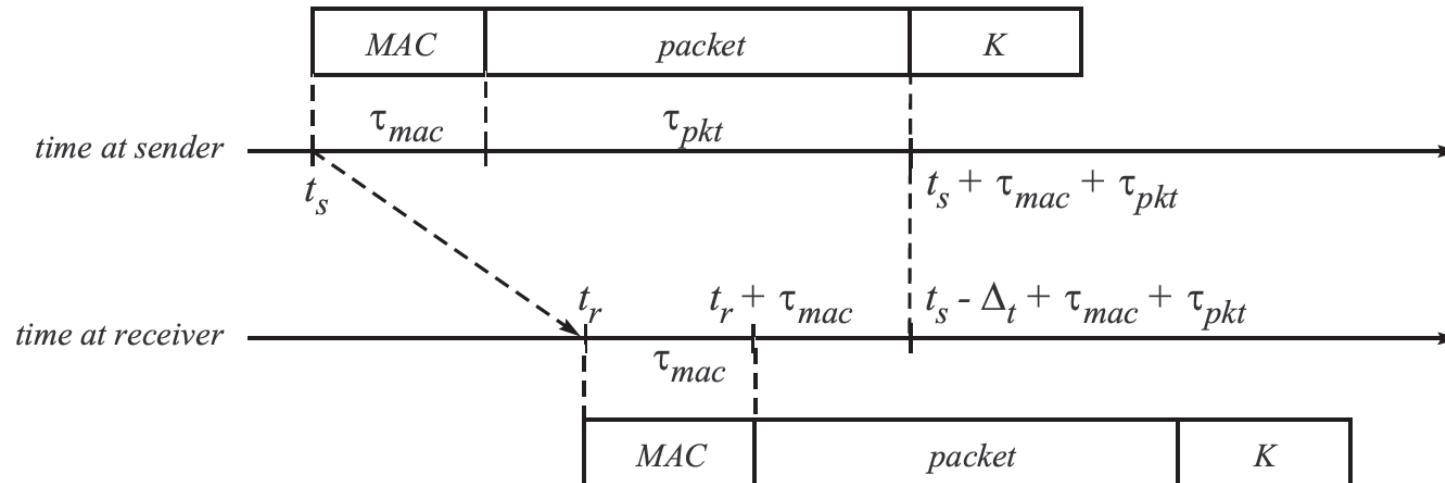 MAC packet K
τmac τpkt
time at sender
ts ts + τmac + τpkt
tr tr + τmac ts - Δt + τmac + τpkt
time at receiver
τmac
MAC packet K